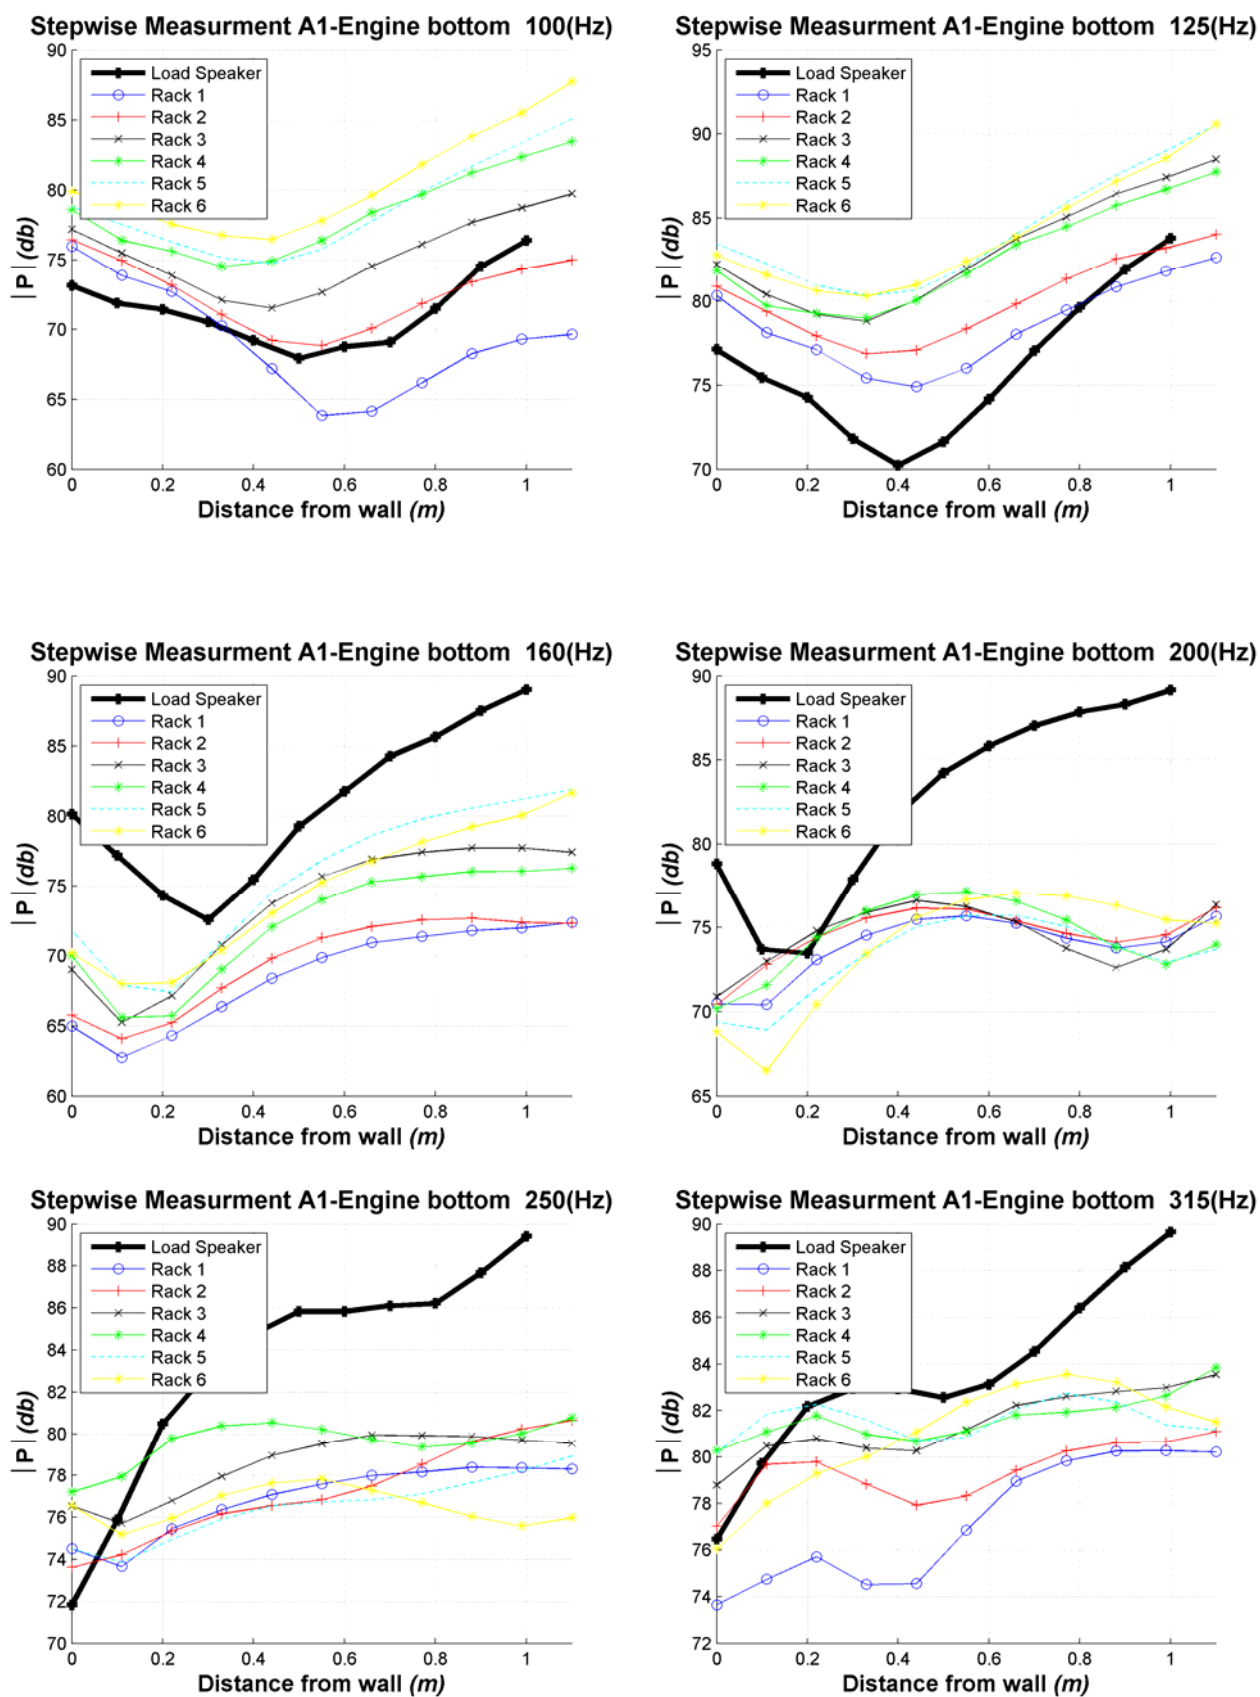 Stepwise Measurment A1-Engine bottom 100(Hz)
90
85
80
75
70
65
60
|P|(db)
Load Speaker
Rack 1
Rack 2
Rack 3
Rack 4
Rack 5
Rack 6
0 0.2 0.4 0.6 0.8 1
Distance from wall (m)
Stepwise Measurment A1-Engine bottom 125(Hz)
95
90
85
80
75
70
|P|(db)
Load Speaker
Rack 1
Rack 2
Rack 3
Rack 4
Rack 5
Rack 6
0 0.2 0.4 0.6 0.8 1
Distance from wall (m)
Stepwise Measurment A1-Engine bottom 160(Hz)
90
85
80
75
70
65
60
|P|(db)
Load Speaker
Rack 1
Rack 2
Rack 3
Rack 4
Rack 5
Rack 6
0 0.2 0.4 0.6 0.8 1
Distance from wall (m)
Stepwise Measurment A1-Engine bottom 200(Hz)
90
85
80
75
70
65
|P|(db)
Load Speaker
Rack 1
Rack 2
Rack 3
Rack 4
Rack 5
Rack 6
0 0.2 0.4 0.6 0.8 1
Distance from wall (m)
Stepwise Measurment A1-Engine bottom 250(Hz)
90
88
86
84
82
80
78
76
74
72
70
|P|(db)
Load Speaker
Rack 1
Rack 2
Rack 3
Rack 4
Rack 5
Rack 6
0 0.2 0.4 0.6 0.8 1
Distance from wall (m)
Stepwise Measurment A1-Engine bottom 315(Hz)
90
88
86
84
82
80
78
76
74
72
|P|(db)
Load Speaker
Rack 1
Rack 2
Rack 3
Rack 4
Rack 5
Rack 6
0 0.2 0.4 0.6 0.8 1
Distance from wall (m)